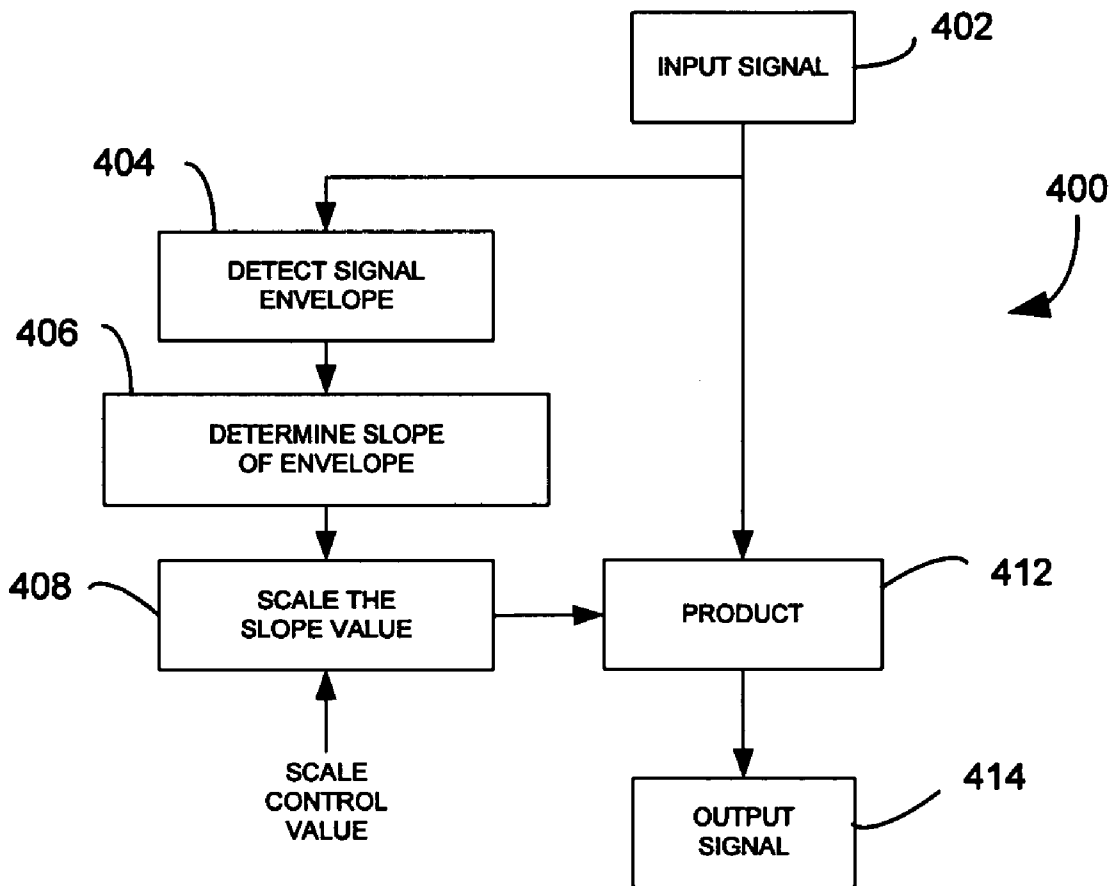 402
INPUT SIGNAL
404
400
DETECT SIGNAL
ENVELOPE
406
DETERMINE SLOPE
OF ENVELOPE
408
SCALE THE
SLOPE VALUE
412
PRODUCT
SCALE
CONTROL
VALUE
414
OUTPUT
SIGNAL